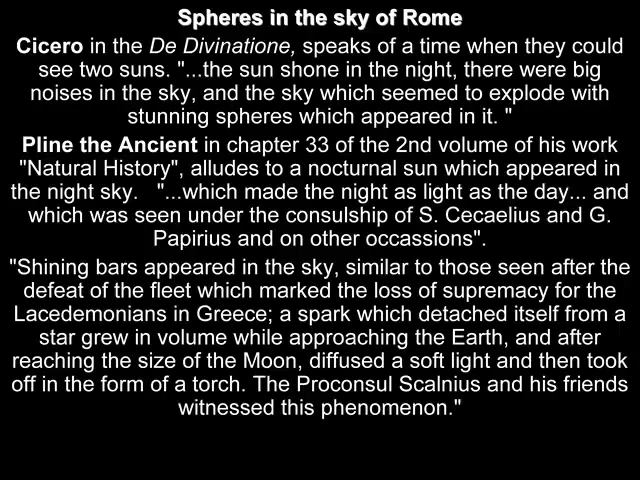 Spheres in the sky of Rome
Cicero in the De Divinatione, speaks of a time when they could
see two suns. "...the sun shone in the night, there were big
noises in the sky, and the sky which seemed to explode with
stunning spheres which appeared in it. "
Pline the Ancient in chapter 33 of the 2nd volume of his work
"Natural History", alludes to a nocturnal sun which appeared in
the night sky. "...which made the night as light as the day... and
which was seen under the consulship of S. Cecaelius and G.
Papirius and on other occassions".
"Shining bars appeared in the sky, similar to those seen after the
defeat of the fleet which marked the loss of supremacy for the
Lacedemonians in Greece; a spark which detached itself from a
star grew in volume while approaching the Earth, and after
reaching the size of the Moon, diffused a soft light and then took
off in the form of a torch. The Proconsul Scalnius and his friends
witnessed this phenomenon."